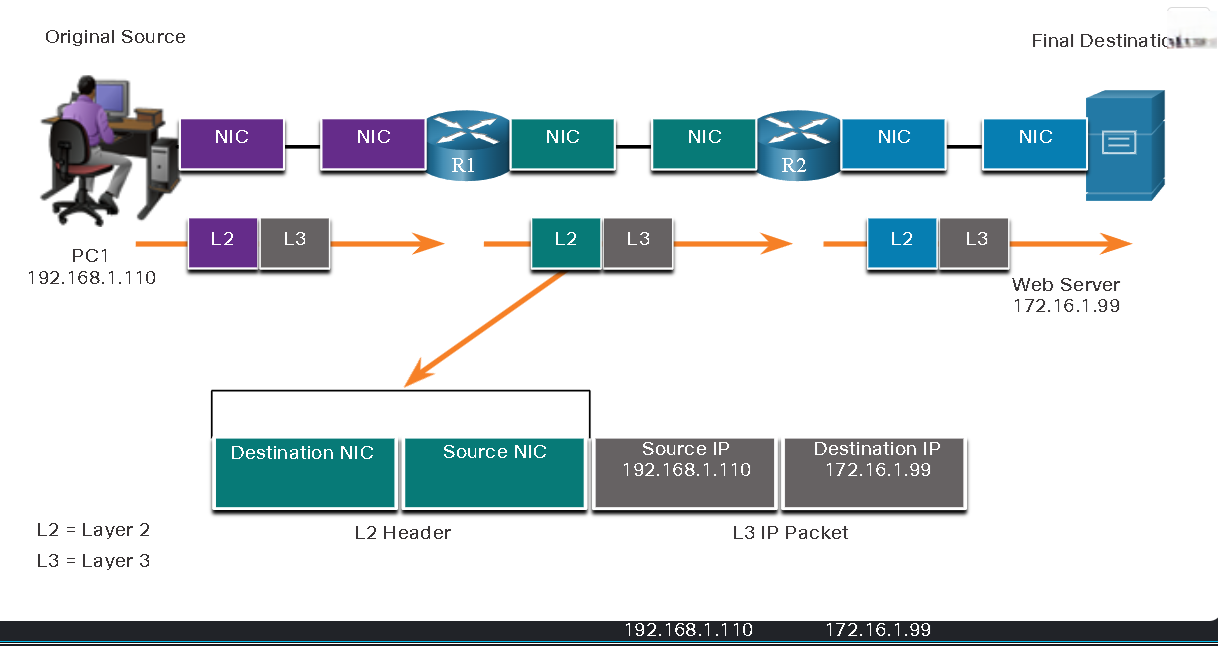 Original Source
Final Destinatio
NIC
NIC
NIC
NIC
NIC
NIC
R1
R2
L2
L3
L2
L3
L2
L3
PC1
192.168.1.110
Web Server
172.16.1.99
Destination NIC
Source NIC
Source IP
192.168.1.110
Destination IP
172.16.1.99
L2 = Layer 2
L2 Header
L3 IP Packet
L3 = Layer 3
192.168.1.110
172.16.1.99